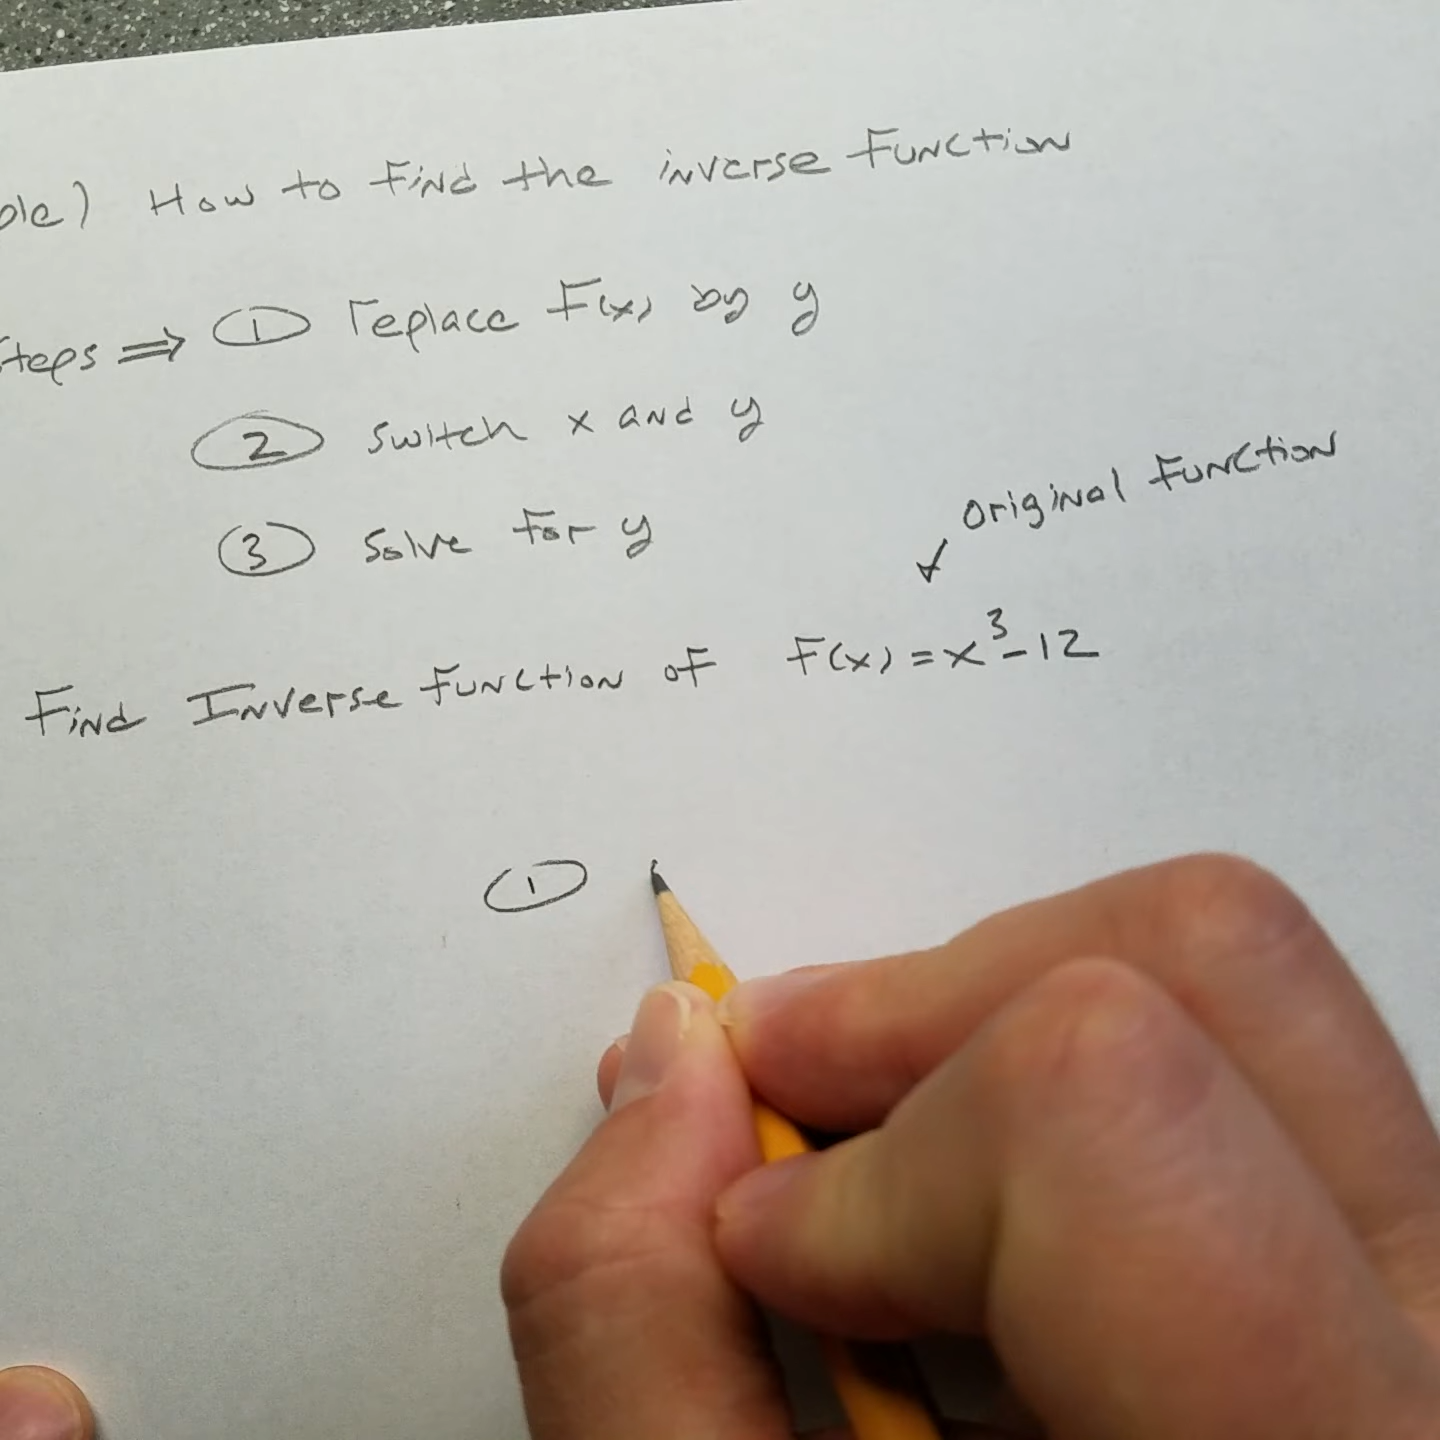 How to Find the inverse Function
Steps ⇒ ① replace F(x) by y
② switch x and y
③ solve for y
original function
Find Inverse function of F(x) = x³-12
①